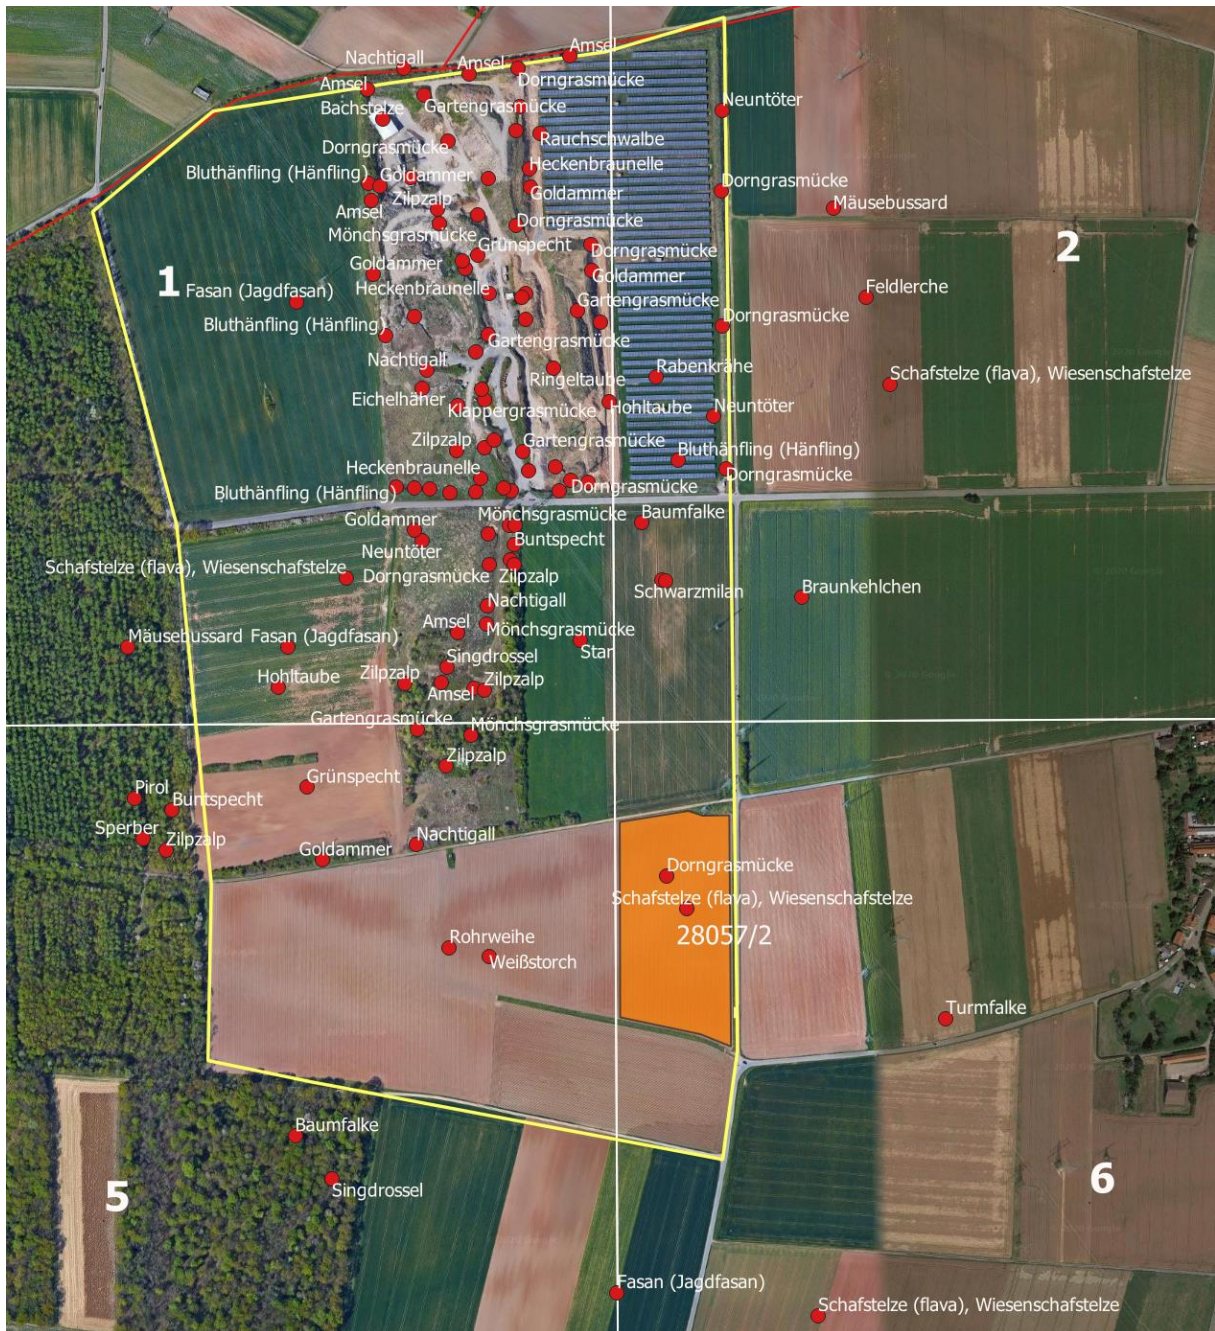 Amsel
Nachtigall
Amsel
Dorngrasmücke
Amsel
Gartengrasmücke
Bachstelze
Neuntöter
Rauchschwalbe
Dorngrasmücke
Bluthänfling (Hänfling)
Goldammer
Heckenbraunelle
Goldammer
Dorngrasmücke
Zilpzalp
Amsel
Mäusebussard
Dorngrasmücke
Mönchsgrasmücke
Grünspecht
Dorngrasmücke
2
Goldammer
Goldammer
1
Fasan (Jagdfasan)
Heckenbraunelle
Gartengrasmücke
Feldlerche
Bluthänfling (Hänfling)
Dorngrasmücke
Gartengrasmücke
Nachtigall
Ringeltaube
Rabenkrähe
Schafstelze (flava), Wiesenschafstelze
Eichelhäher
Klappergrasmücke
Hohltaube
Neuntöter
Zilpzalp
Gartengrasmücke
Bluthänfling (Hänfling)
Heckenbraunelle
Dorngrasmücke
Bluthänfling (Hänfling)
Dorngrasmücke
Goldammer
Mönchsgrasmücke
Baumfalke
Neuntöter
Buntspecht
Schafstelze (flava), Wiesenschafstelze
Dorngrasmücke
Zilpzalp
Schwarzmilan
Braunkehlchen
Nachtigall
Amsel
Mönchsgrasmücke
Mäusebussard
Fasan (Jagdfasan)
Star
Singdrossel
Hohltaube
Zilpzalp
Amsel
Zilpzalp
Gartengrasmücke
Mönchsgrasmücke
Zilpzalp
Grünspecht
Pirol
Buntspecht
Sperber
Zilpzalp
Goldammer
Nachtigall
Dorngrasmücke
Schafstelze (flava), Wiesenschafstelze
28057/2
Rohrweihe
Weißstorch
Turmfalke
Baumfalke
6
Singdrossel
5
Fasan (Jagdfasan)
Schafstelze (flava), Wiesenschafstelze